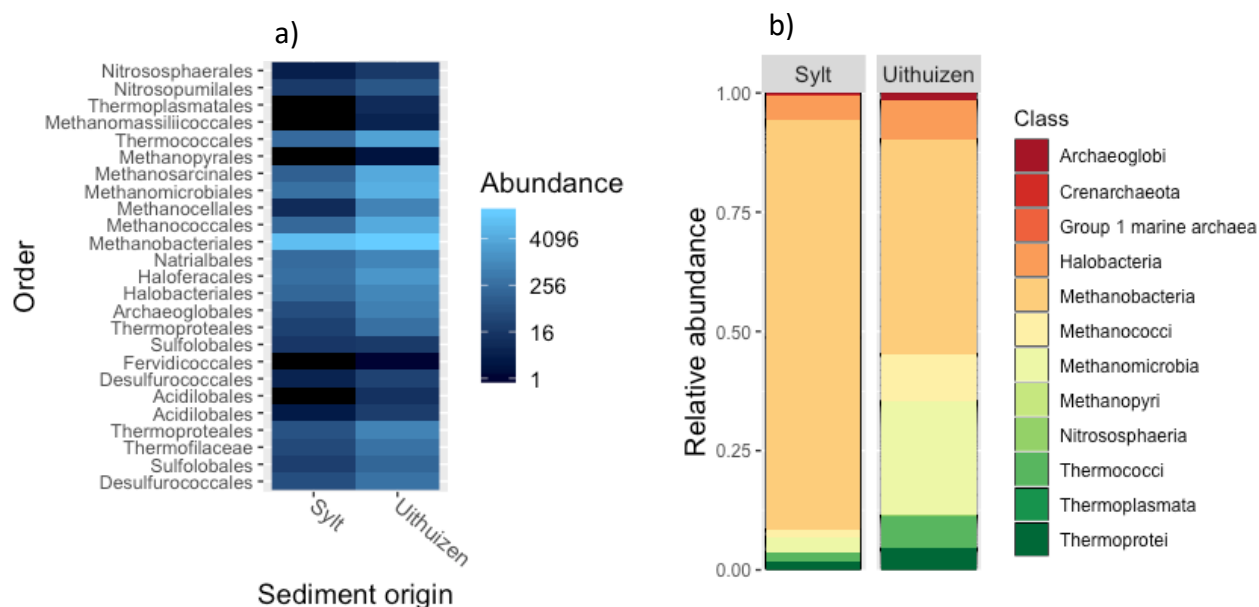 a)
Nitrososphaerales
Nitrosopumilales
Thermoplasmatales
Methanomassiliicoccales
Thermococcales
Methanopyrales
Methanosarcinales
Methanomicrobiales
Methanocellales
Methanococcales
Methanobacteriales
Natrialbales
Haloferacales
Halobacteriales
Archaeoglobales
Thermoproteales
Sulfolobales
Fervidicoccales
Desulfurococcales
Acidilobales
Acidilobales
Thermoproteales
Thermofilaceae
Sulfolobales
Desulfurococcales
Order
Sylt
Uithuizen
Sediment origin
Abundance
4096
256
16
1
b)
Sylt
Uithuizen
1.00
0.75
0.50
0.25
0.00
Relative abundance
Class
Archaeoglobi
Crenarchaeota
Group 1 marine archaea
Halobacteria
Methanobacteria
Methanococci
Methanomicrobia
Methanopyri
Nitrososphaeria
Thermococci
Thermoplasmata
Thermoprotei